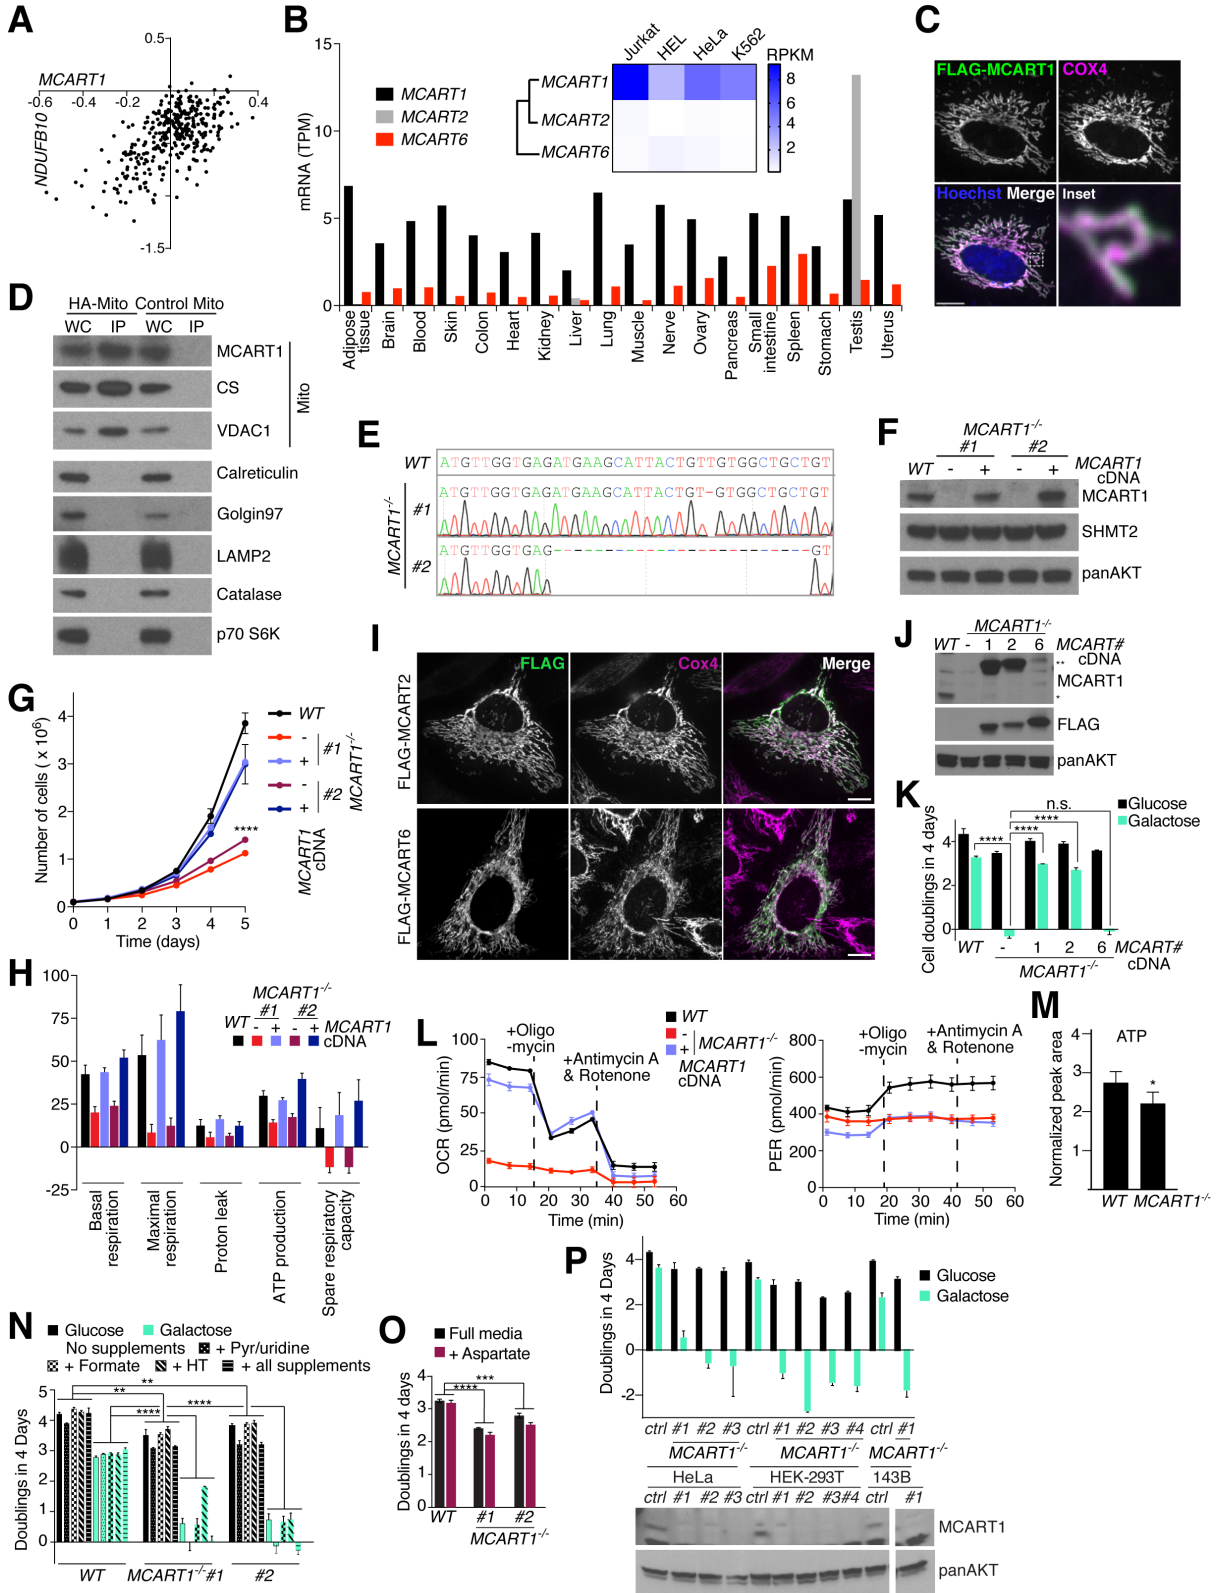 A
0.5
MCART1
-0.6 -0.2 0.4
NDUFB10
-1.5
B
15
10
5
0
mRNA (TPM)
MCART1
MCART2
MCART6
Jurkat HEL HeLa K562
RPKM
MCART1
MCART2
MCART6
8
6
4
2
Adipose tissue
Brain
Blood
Skin
Colon
Heart
Kidney
Liver
Lung
Muscle
Nerve
Ovary
Pancreas
Small intestine
Spleen
Stomach
Testis
Uterus
C
FLAG-MCART1 COX4
Hoechst Merge Inset
D
HA-Mito Control Mito
WC IP WC IP
MCART1
CS
VDAC1
Mito
Calreticulin
Golgin97
LAMP2
Catalase
p70 S6K
E
WT ATGTTGGTGAGATGAAGCATTACTGTTGTGGCTGCTGT
MCART1-/-
#1 ATGTTGGTGAGATGAAGCATTACTGT-GTGGCTGCTGT
#2 ATGTTGGTGAG--------------------------GT
F
MCART1-/-
#1 #2
WT - + - + MCART1 cDNA
MCART1
SHMT2
panAKT
G
Number of cells ( x 10^6)
4
3
2
1
0
0 1 2 3 4 5
Time (days)
****
WT
- #1
+
- #2
+
MCART1-/-
MCART1 cDNA
H
100
75
50
25
0
-25
MCART1-/-
#1 #2
WT - + - + MCART1 cDNA
Basal respiration
Maximal respiration
Proton leak
ATP production
Spare respiratory capacity
I
FLAG Cox4 Merge
FLAG-MCART2
FLAG-MCART6
J
MCART1-/-
WT - 1 2 6 MCART# cDNA
**
MCART1
*
FLAG
panAKT
K
Glucose
Galactose
n.s.
****
****
****
Cell doublings in 4 days
4
2
0
WT - 1 2 6 MCART# cDNA
MCART1-/-
L
WT
- MCART1-/-
+ MCART1 cDNA
OCR (pmol/min)
100
75
50
25
0
+Oligo-mycin
+Antimycin A & Rotenone
0 10 20 30 40 50 60
Time (min)
PER (pmol/min)
800
600
400
200
0
+Oligo-mycin
+Antimycin A & Rotenone
0 10 20 30 40 50 60
Time (min)
M
Normalized peak area
4
3
2
1
ATP
*
WT MCART1-/-
N
Glucose Galactose
No supplements + Pyr/uridine
+ Formate + HT + all supplements
Doublings in 4 Days
5
4
3
2
1
0
**
**
****
****
WT MCART1-/-#1 #2
O
Full media
+ Aspartate
Doublings in 4 days
4
3
2
1
0
***
****
WT #1 #2
MCART1-/-
P
Doublings in 4 Days
4
2
0
-2
Glucose
Galactose
ctrl #1 #2 #3 ctrl #1 #2 #3 #4 ctrl #1
MCART1-/- MCART1-/- MCART1-/-
HeLa HEK-293T 143B
ctrl #1 #2 #3 ctrl #1 #2 #3 #4 ctrl #1
MCART1
panAKT